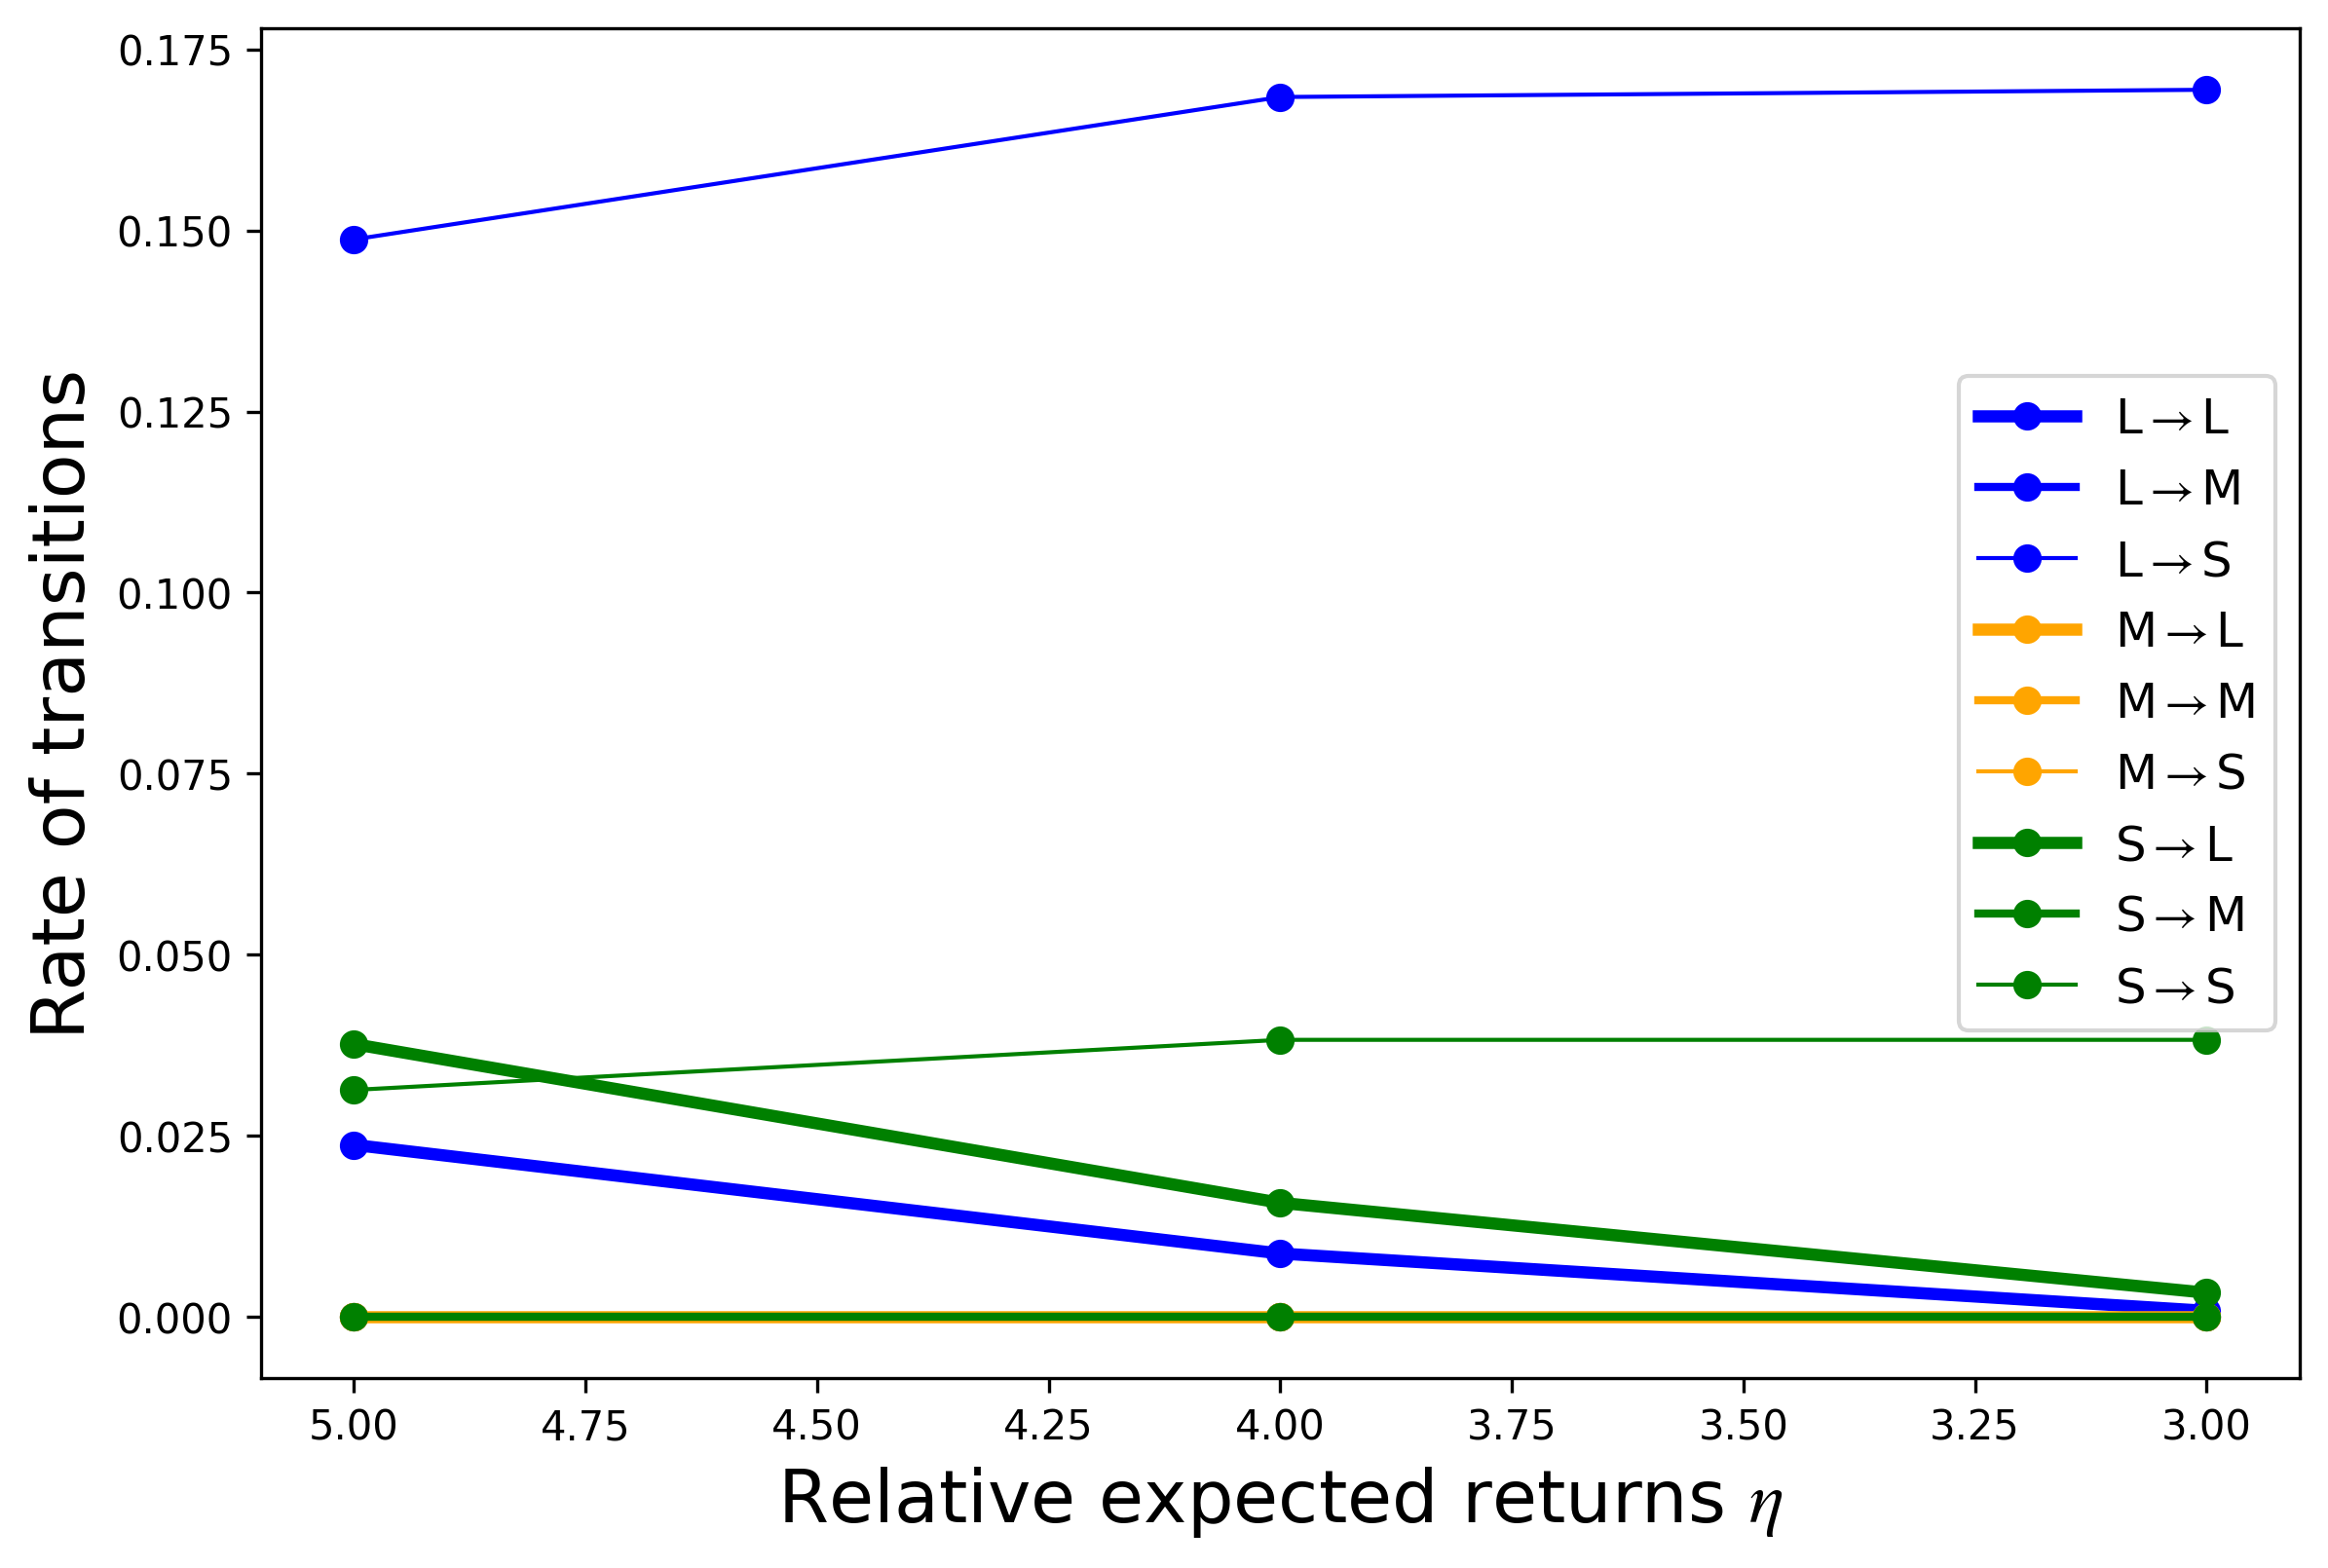 Rate of transitions
0.175
0.150
0.125
0.100
0.075
0.050
0.025
0.000
L→L
L→M
L→S
M→L
M→M
M→S
S→L
S→M
S→S
5.00 4.75 4.50 4.25 4.00 3.75 3.50 3.25 3.00
Relative expected returns η